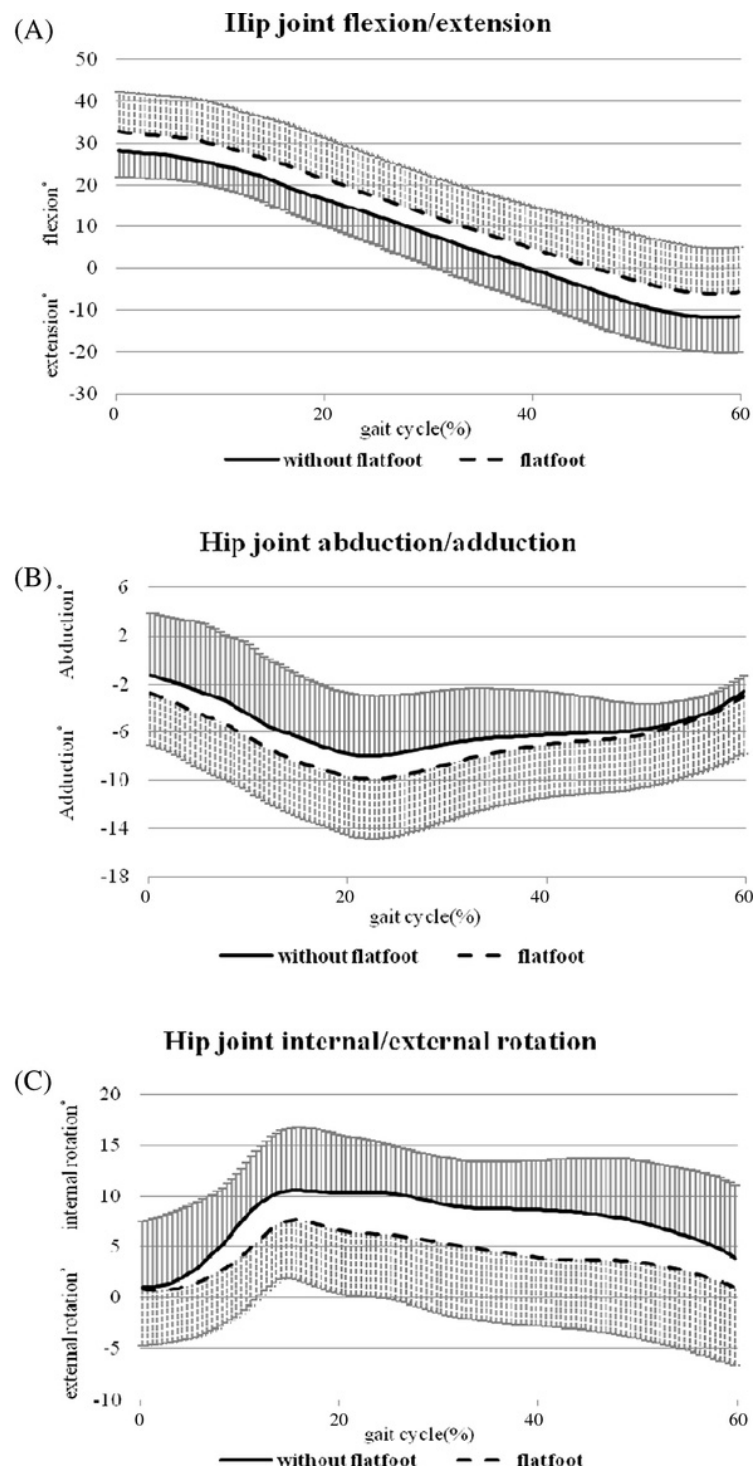 (A)
Hip joint flexion/extension
50
40
30
20
10
0
-10
-20
-30
flexion°
extension°
0 20 40 60
gait cycle(%)
without flatfoot flatfoot
(B)
Hip joint abduction/adduction
6
2
-2
-6
-10
-14
-18
Abduction°
Adduction°
0 20 40 60
gait cycle(%)
without flatfoot flatfoot
(C)
Hip joint internal/external rotation
20
15
10
5
0
-5
-10
internal rotation°
external rotation°
0 20 40 60
gait cycle(%)
without flatfoot flatfoot